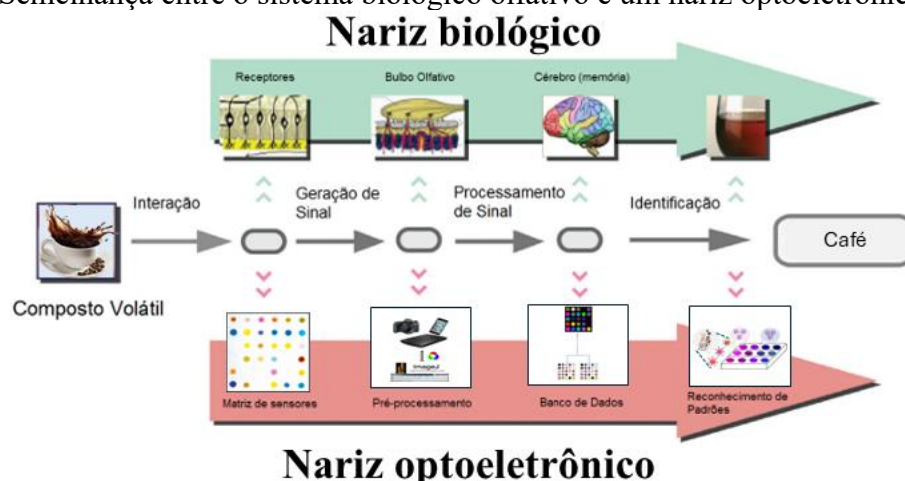 Semelhança entre o sistema biológico olfativo e um nariz optoeletrônic
Nariz biológico
Receptores
Bulbo Olfativo
Cérebro (memória)
Interação
Geração de
Sinal
Processamento
de Sinal
Identificação
Café
Composto Volátil
Matriz de sensores
Pré-processamento
Banco de Dados
Reconhecimento de
Padrões
Nariz optoeletrônico